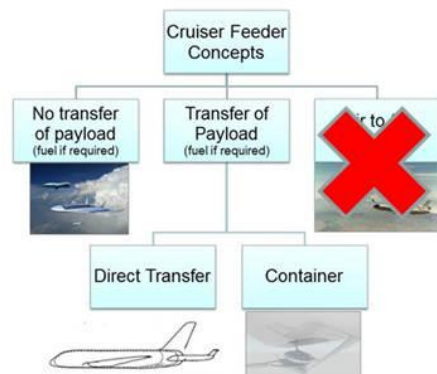 Cruiser Feeder
Concepts
No transfer
of payload
(fuel if required)
Transfer of
Payload
(fuel if required)
to
Direct Transfer
Container